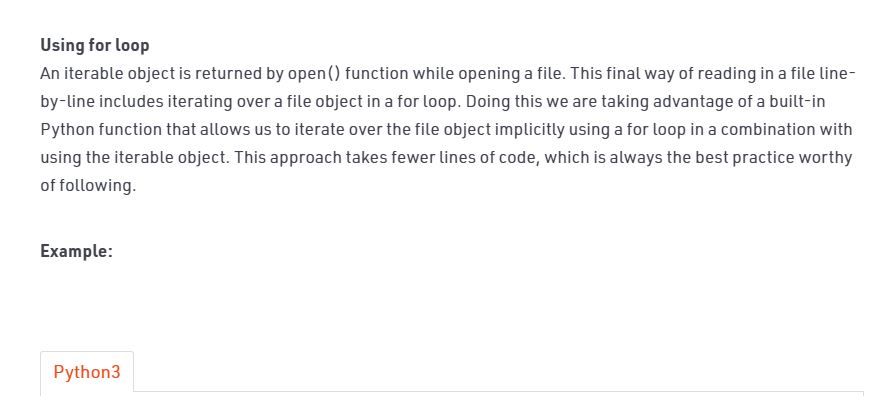 Using for loop
An iterable object is returned by open() function while opening a file. This final way of reading in a file line-
by-line includes iterating over a file object in a for loop. Doing this we are taking advantage of a built-in
Python function that allows us to iterate over the file object implicitly using a for loop in a combination with
using the iterable object. This approach takes fewer lines of code, which is always the best practice worthy
of following.
Example:
Python3